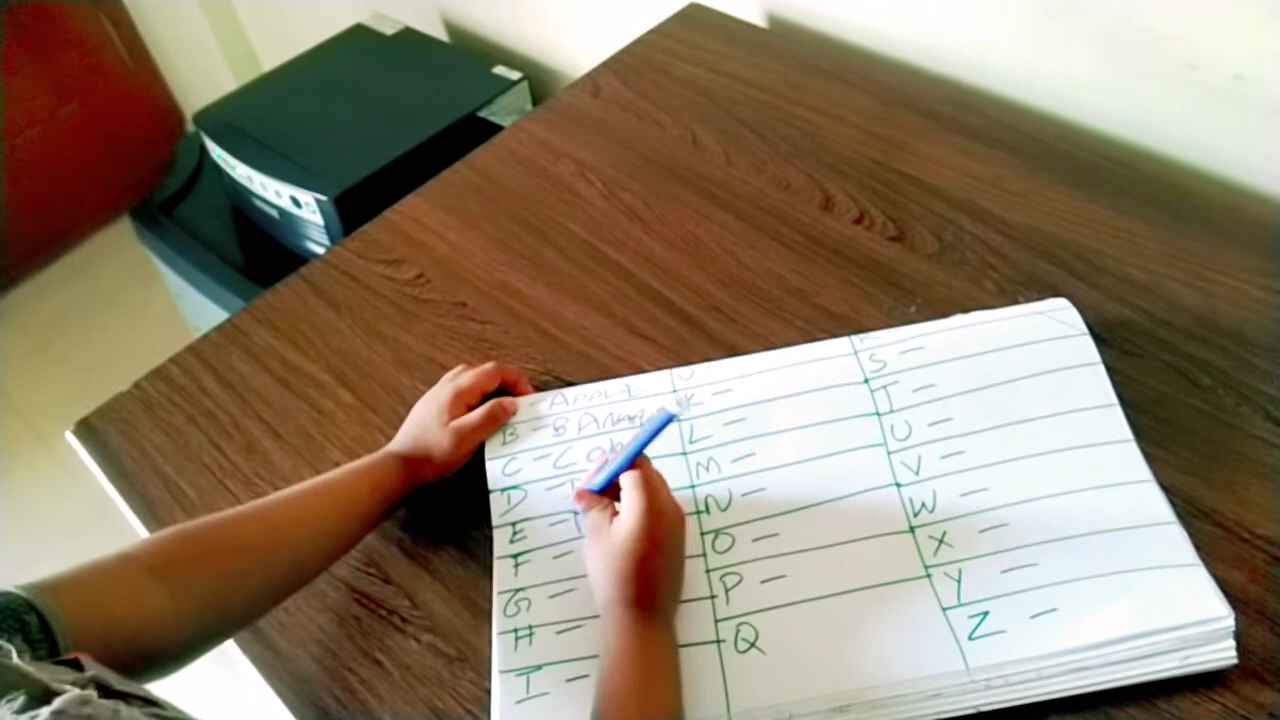 - APPLE
B - BANANA
C - C
D -
E -
F -
G -
H -
I -
J
K -
L -
M -
N -
O -
P -
Q
R
S -
T -
U -
V -
W -
X -
Y -
Z -